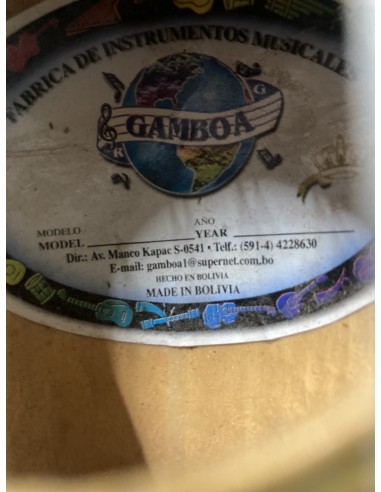 FABRICA DE INSTRUMENTOS MUSICALES
G
GAMBOA
R
AÑO
MODELO
YEAR
MODEL
Dir.: Av. Manco Kapac S-0541 • Telf.: (591-4) 4228630
E-mail: gamboa1@supernet.com.bo
HECHO EN BOLIVIA
MADE IN BOLIVIA